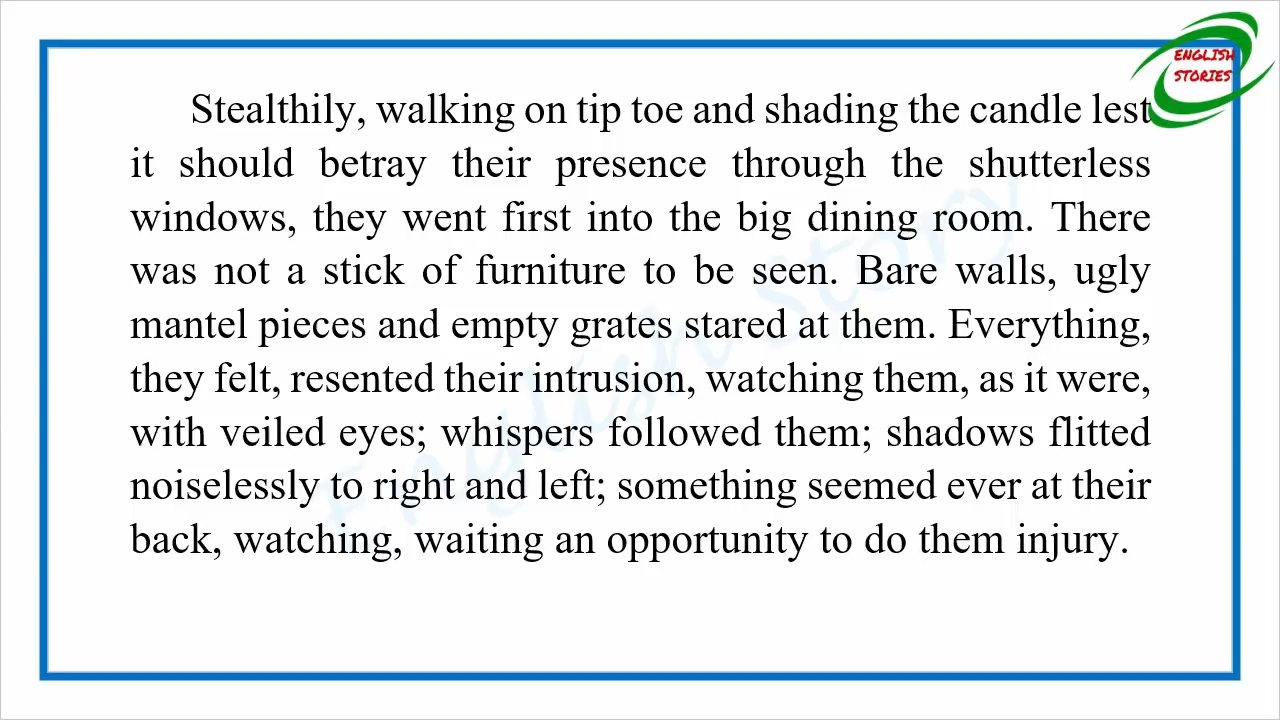 ENGLISH
STORIES
Stealthily, walking on tip toe and shading the candle lest
it should betray their presence through the shutterless
windows, they went first into the big dining room. There
was not a stick of furniture to be seen. Bare walls, ugly
mantel pieces and empty grates stared at them. Everything,
they felt, resented their intrusion, watching them, as it were,
with veiled eyes; whispers followed them; shadows flitted
noiselessly to right and left; something seemed ever at their
back, watching, waiting an opportunity to do them injury.
English Story